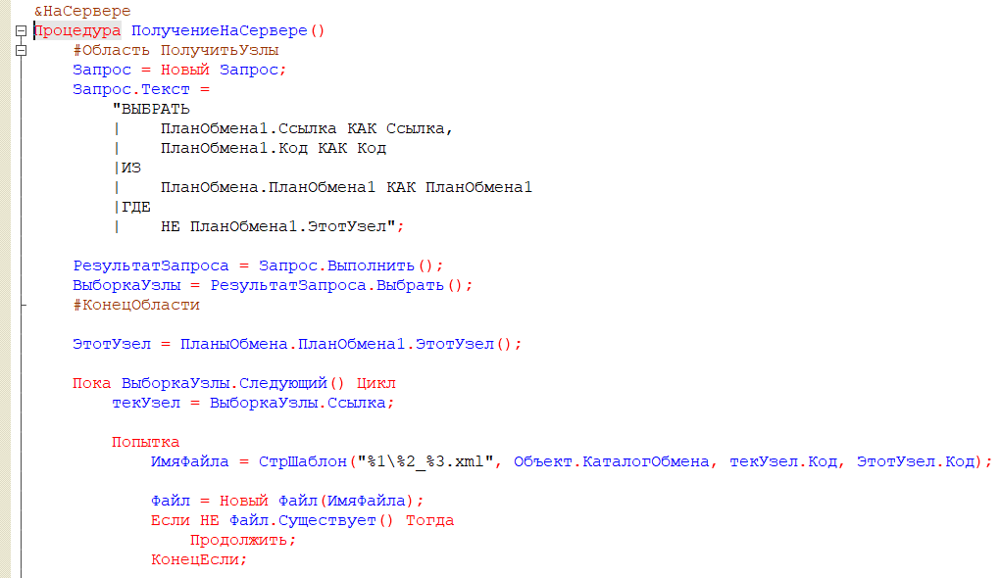 &НаСервере
Процедура ПолучениеНаСервере()
#Область ПолучитьУзлы
Запрос = Новый Запрос;
Запрос.Текст =
"ВЫБРАТЬ
|    ПланОбмена1.Ссылка КАК Ссылка,
|    ПланОбмена1.Код КАК Код
|ИЗ
|    ПланОбмена.ПланОбмена1 КАК ПланОбмена1
|ГДЕ
|    НЕ ПланОбмена1.ЭтотУзел";
РезультатЗапроса = Запрос.Выполнить();
ВыборкаУзлы = РезультатЗапроса.Выбрать();
#КонецОбласти
ЭтотУзел = ПланыОбмена.ПланОбмена1.ЭтотУзел();
Пока ВыборкаУзлы.Следующий() Цикл
текУзел = ВыборкаУзлы.Ссылка;
Попытка
ИмяФайла = СтрШаблон("%1\%2_%3.xml", Объект.КаталогОбмена, текУзел.Код, ЭтотУзел.Код);
Файл = Новый Файл(ИмяФайла);
Если НЕ Файл.Существует() Тогда
Продолжить;
КонецЕсли;